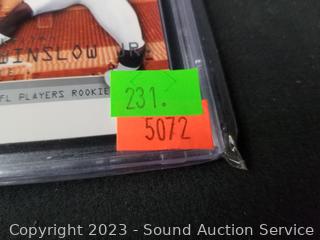 WINSLOW JR.
FL PLAYERS ROOKIE
231.
5072
Copyright 2023 - Sound Auction Service